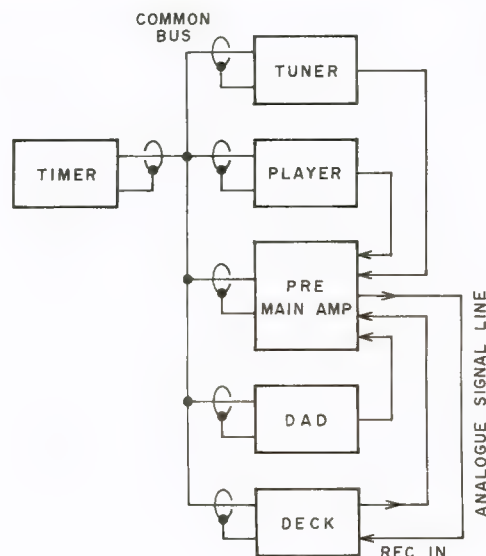 COMMON
BUS
TUNER
TIMER
PLAYER
PRE
MAIN AMP
ANALOGUE SIGNAL LINE
DAD
DECK
REC IN